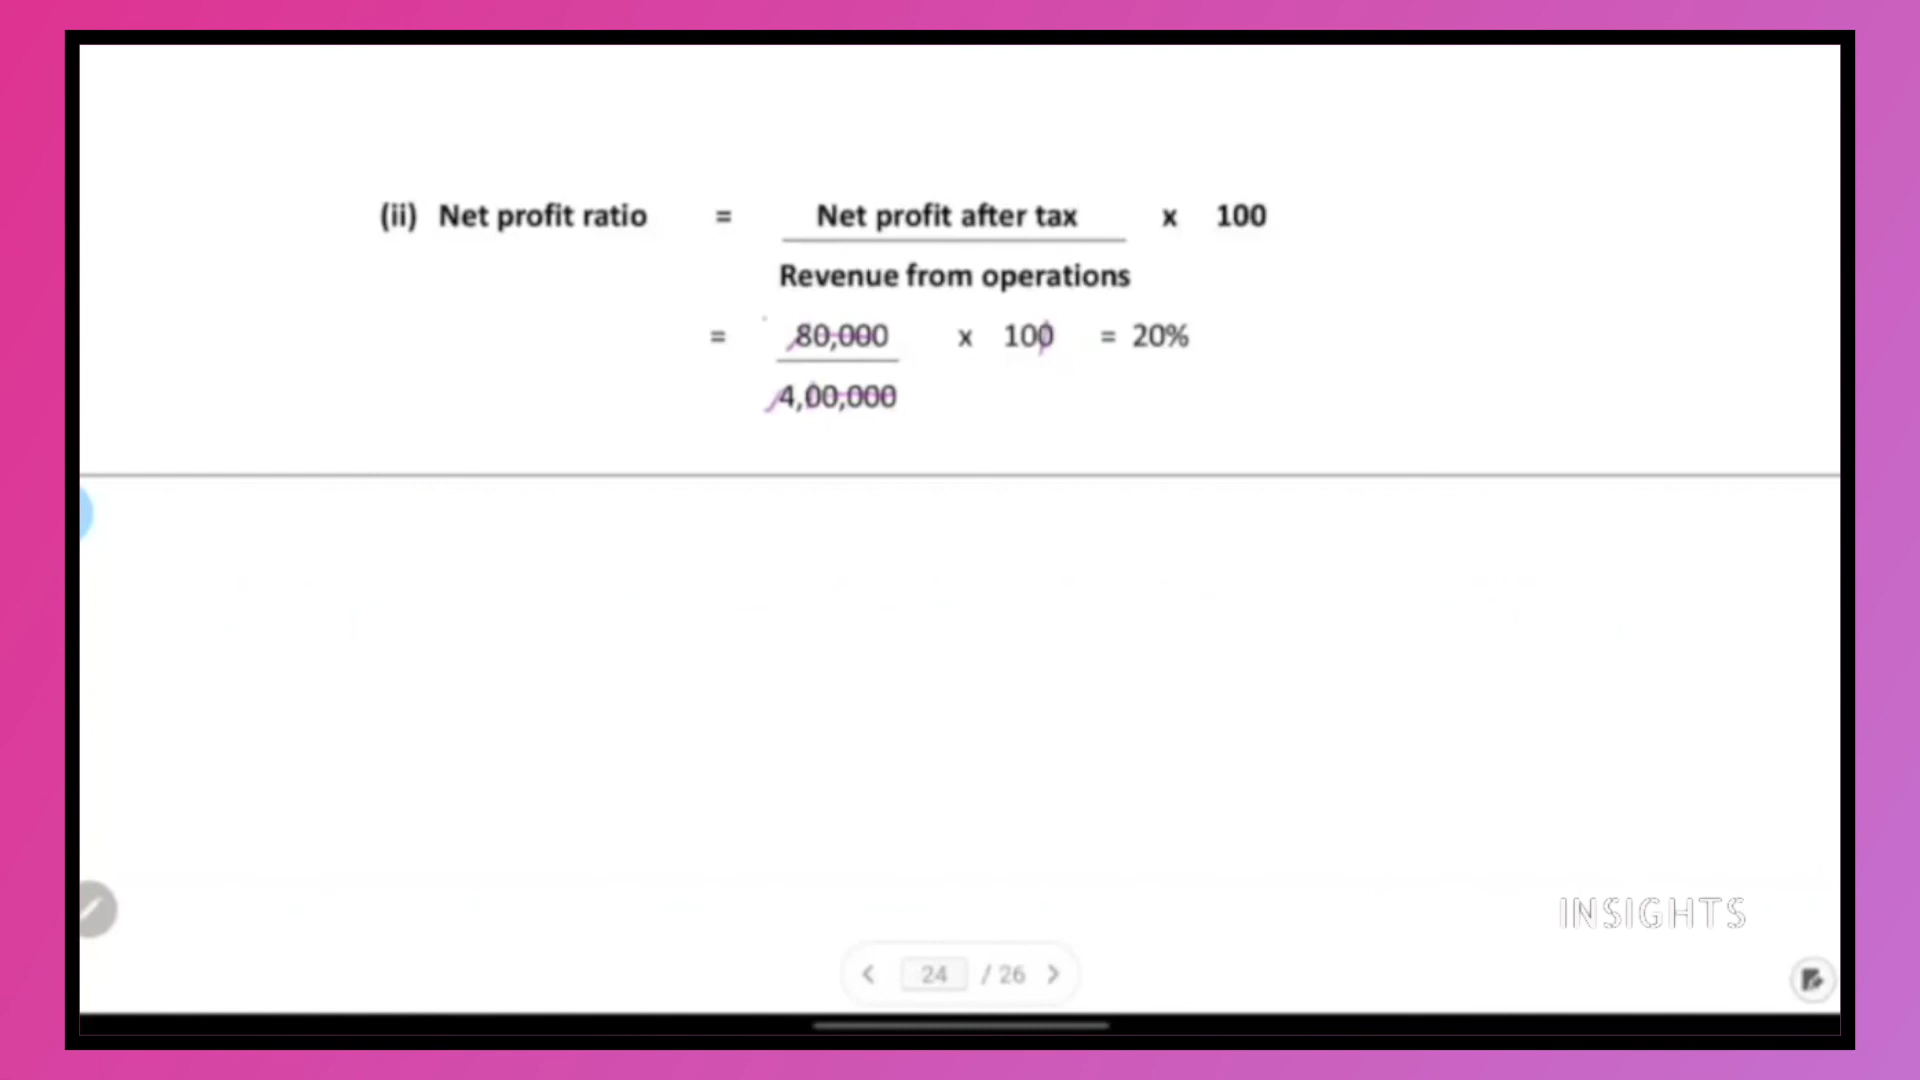 (ii) Net profit ratio = Net profit after tax x 100
Revenue from operations
= 80,000 x 100 = 20%
4,00,000
INSIGHTS
24 / 26